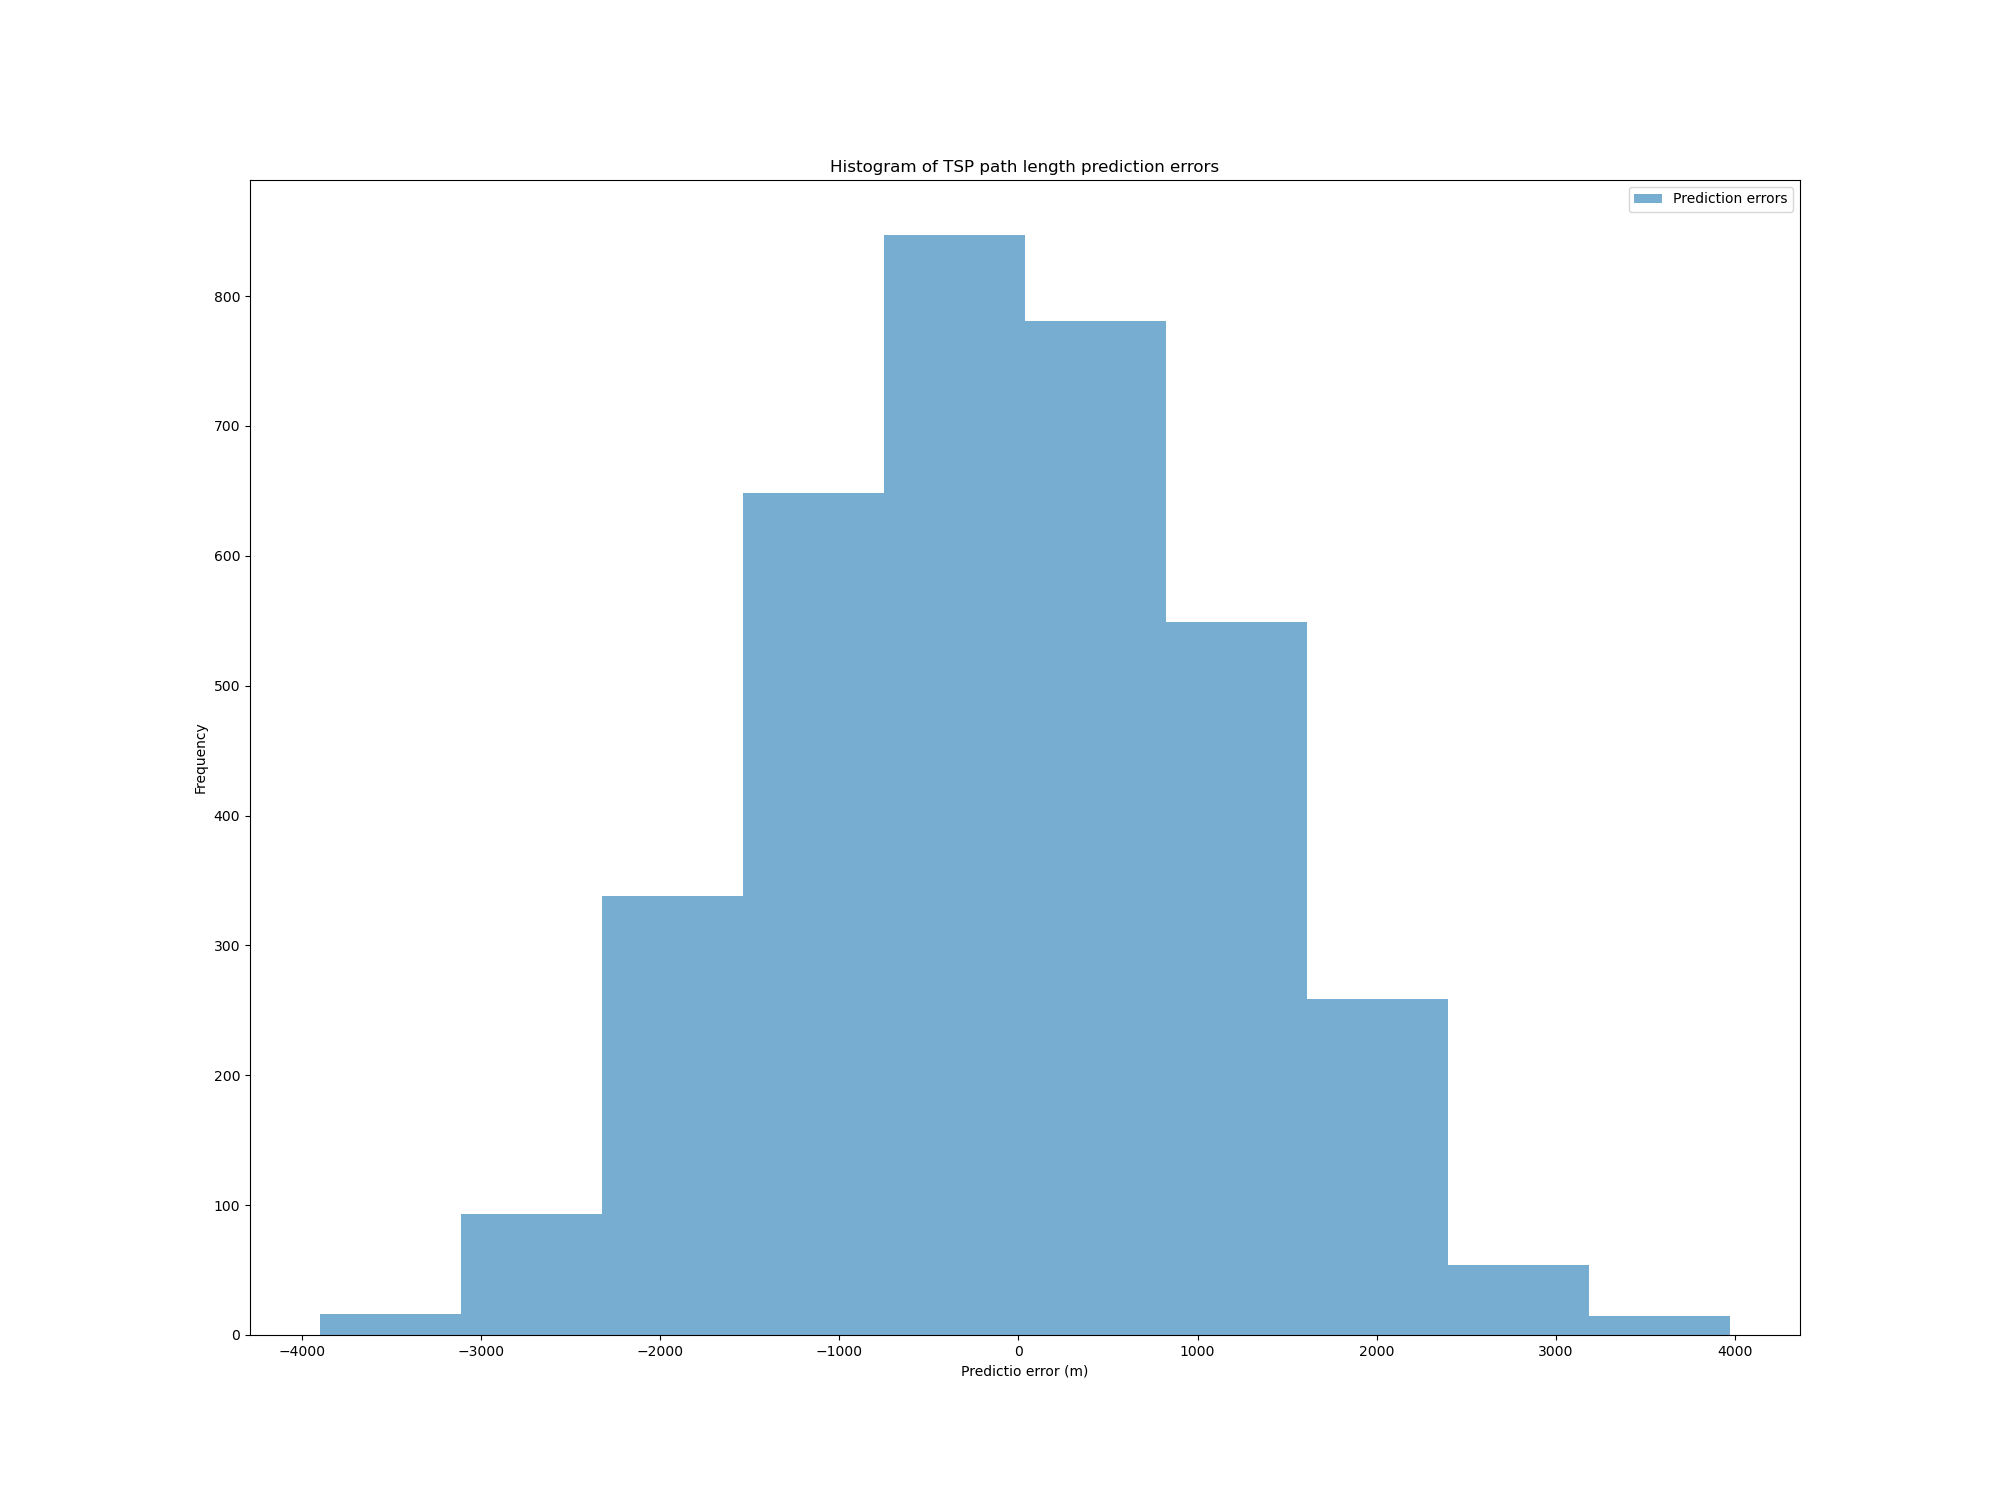 Histogram of TSP path length prediction errors
Prediction errors
800
700
600
500
400
300
200
100
0
Frequency
−4000 −3000 −2000 −1000 0 1000 2000 3000 4000
Predictio error (m)